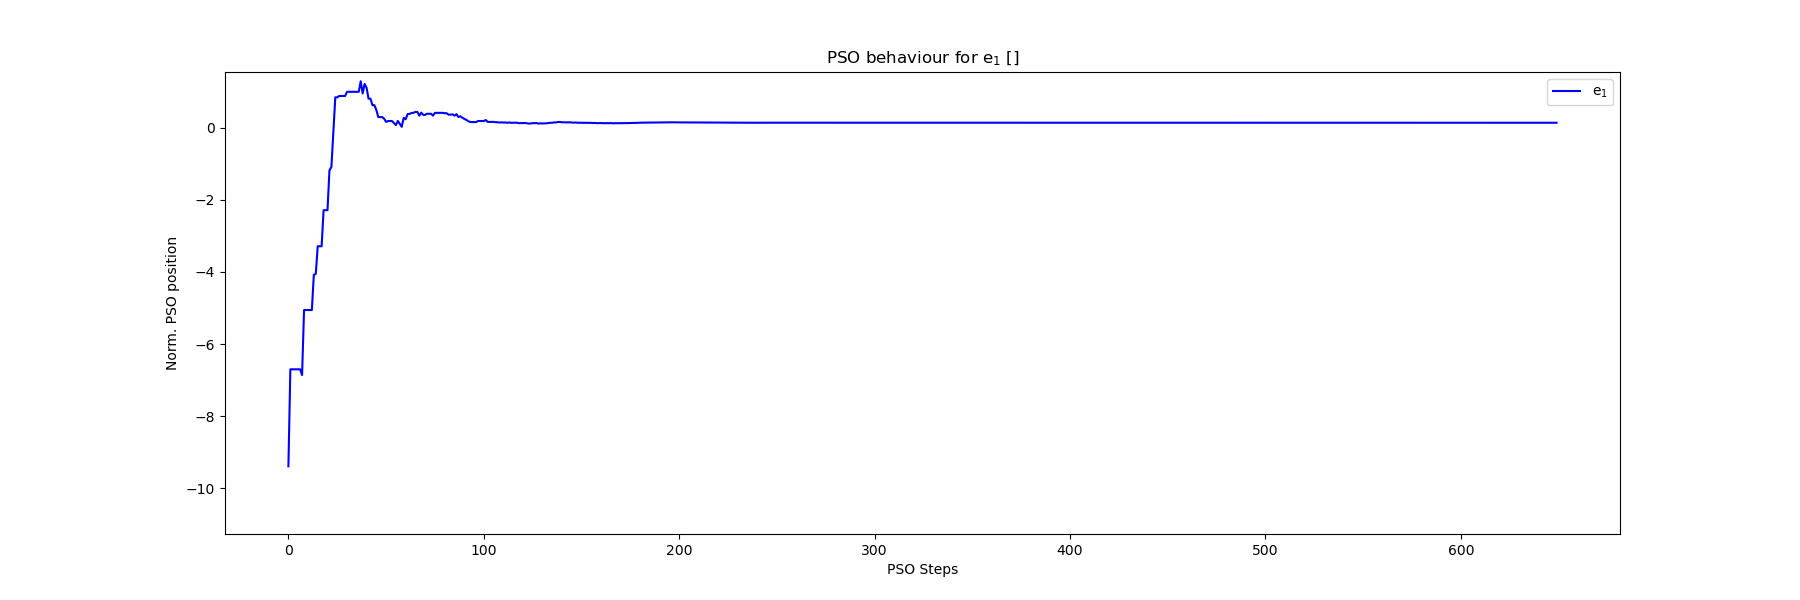 PSO behaviour for e₁ []
e₁
Norm. PSO position
0
−2
−4
−6
−8
−10
0 100 200 300 400 500 600
PSO Steps